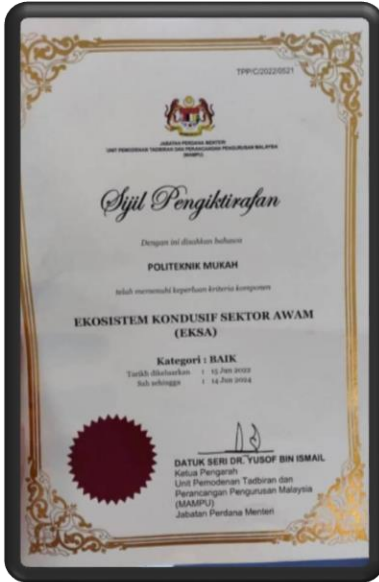 TPP/C/2022/0521
JABATAN PERDANA MENTERI
UNIT PEMODENAN TADBIRAN DAN PERANCANGAN PENGURUSAN MALAYSIA
(MAMPU)
Sijil Pengiktirafan
Dengan ini disahkan bahawa
POLITEKNIK MUKAH
telah memenuhi keperluan kriteria komponen
EKOSISTEM KONDUSIF SEKTOR AWAM
(EKSA)
Kategori : BAIK
Tarikh dikeluarkan : 15 Jun 2022
Sah sehingga : 14 Jun 2024
DATUK SERI DR. YUSOF BIN ISMAIL
Ketua Pengarah
Unit Pemodenan Tadbiran dan
Perancangan Pengurusan Malaysia
(MAMPU)
Jabatan Perdana Menteri